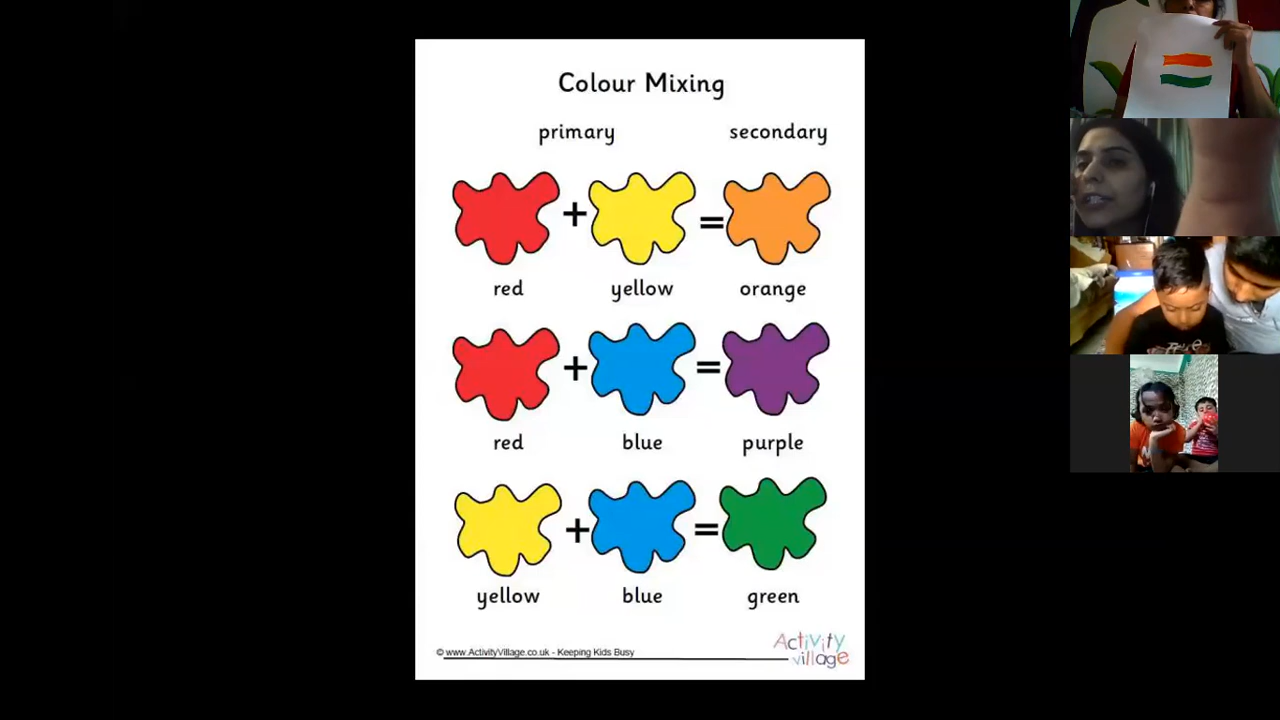 Colour Mixing
primary secondary
red yellow orange
red blue purple
yellow blue green
© www.ActivityVillage.co.uk - Keeping Kids Busy
Activity
village